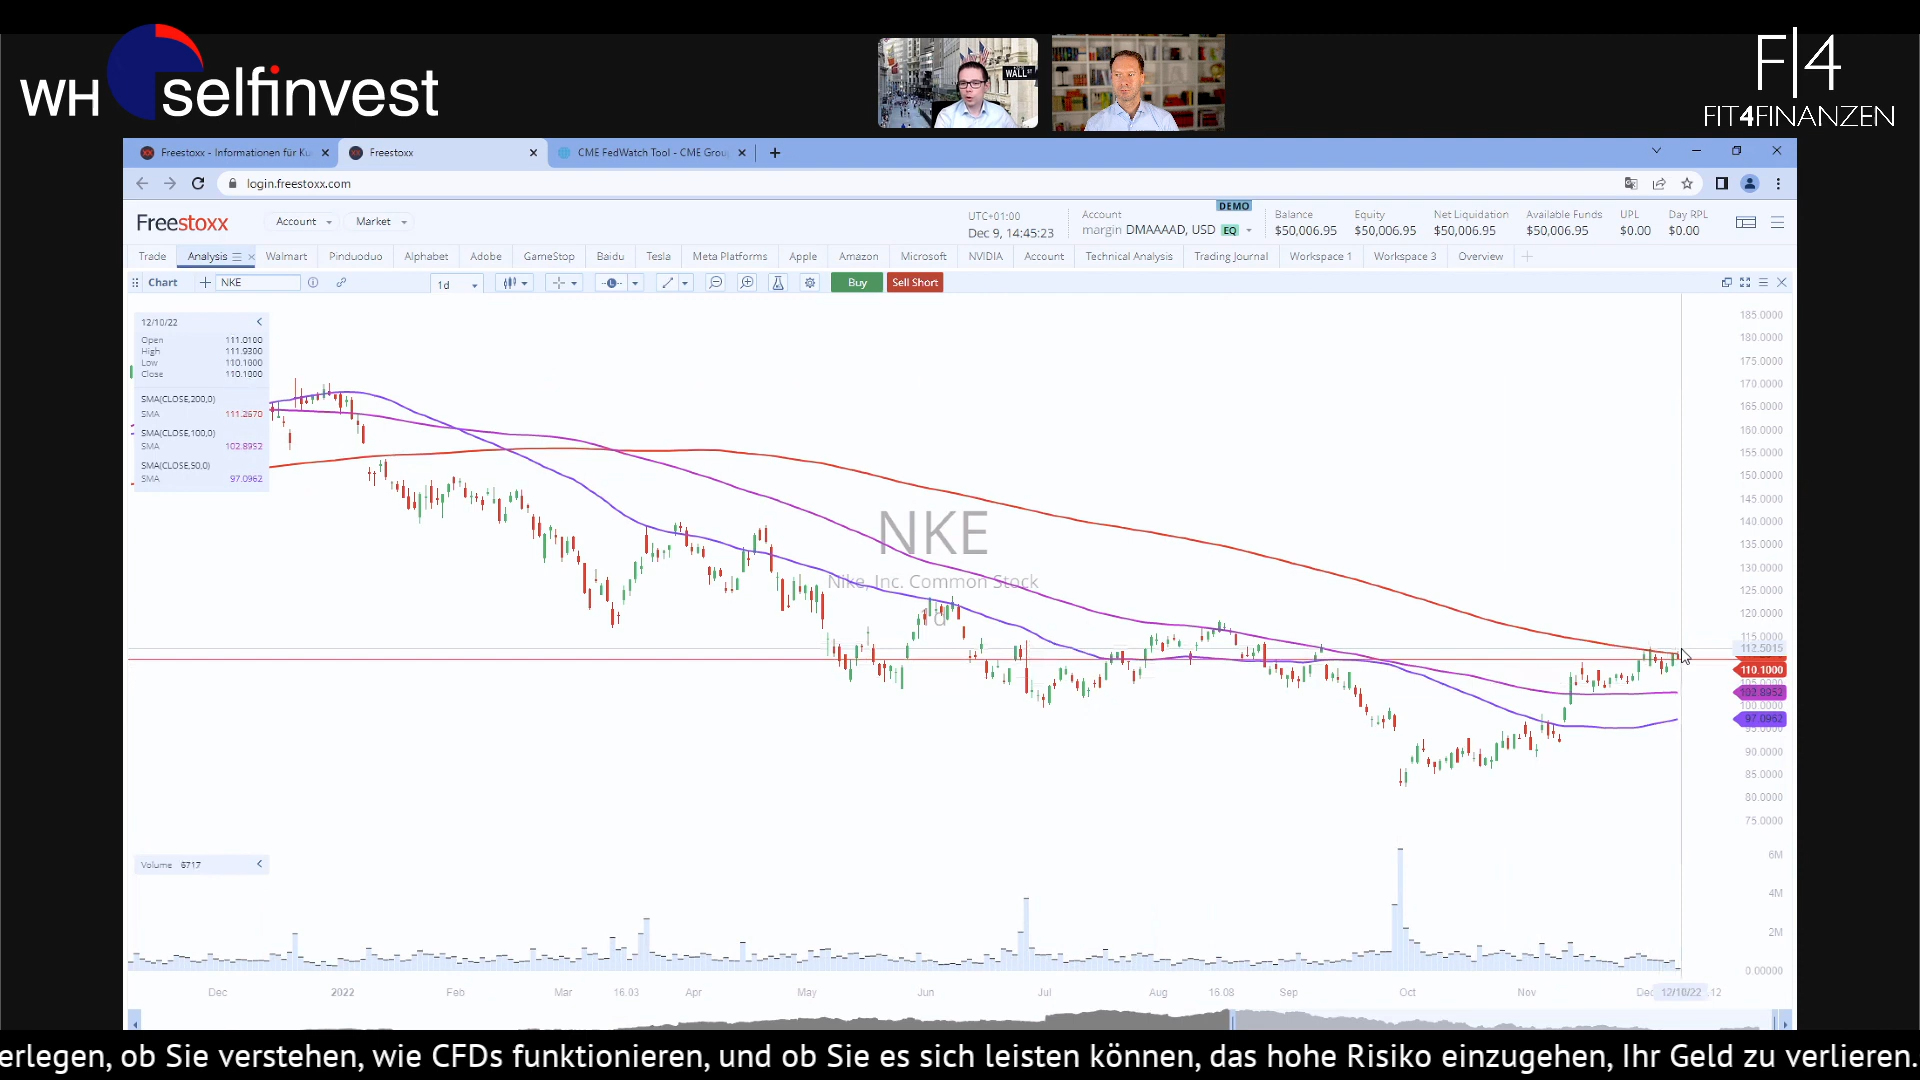 WH selfinvest
WALL ST
F|4
FIT4FINANZEN
Freestoxx - Informationen für Ku
Freestoxx
CME FedWatch Tool - CME Grou
login.freestoxx.com
Freestoxx
Account
Market
UTC+01:00
Dec 9, 14:45:23
DEMO
Account
margin DMAAAAD, USD EQ
Balance
$50,006.95
Equity
$50,006.95
Net Liquidation
$50,006.95
Available Funds
$50,006.95
UPL
$0.00
Day RPL
$0.00
Trade Analysis Walmart Pinduoduo Alphabet Adobe GameStop Baidu Tesla Meta Platforms Apple Amazon Microsoft NVIDIA Account Technical Analysis Trading Journal Workspace 1 Workspace 3 Overview
Chart NKE 1d Buy Sell Short
12/10/22
Open 111.0100
High 111.9300
Low 110.1000
Close 110.1000
SMA(CLOSE,200,0)
SMA 111.2670
SMA(CLOSE,100,0)
SMA 102.8952
SMA(CLOSE,50,0)
SMA 97.0962
NKE
Nike, Inc. Common Stock
1d
185.0000
180.0000
175.0000
170.0000
165.0000
160.0000
155.0000
150.0000
145.0000
140.0000
135.0000
130.0000
125.0000
120.0000
115.0000
112.5015
110.1000
105.0000
102.8952
100.0000
97.0962
95.0000
90.0000
85.0000
80.0000
75.0000
Volume 6717
6M
4M
2M
0.00000
Dec 2022 Feb Mar 16.03 Apr May Jun Jul Aug 16.08 Sep Oct Nov 12/10/22 .12
erlegen, ob Sie verstehen, wie CFDs funktionieren, und ob Sie es sich leisten können, das hohe Risiko einzugehen, Ihr Geld zu verlieren.